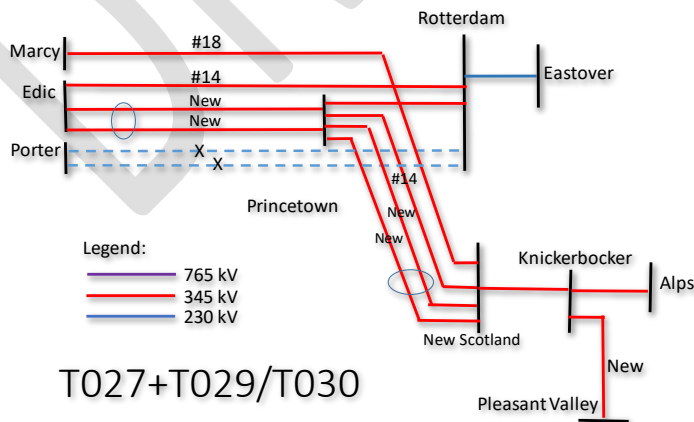 Rotterdam
Marcy
#18
Eastover
#14
Edic
New
New
Porter
X
X
#14
Princetown
New
New
Legend:
765 kV
345 kV
230 kV
Knickerbocker
Alps
New Scotland
New
T027+T029/T030
Pleasant Valley